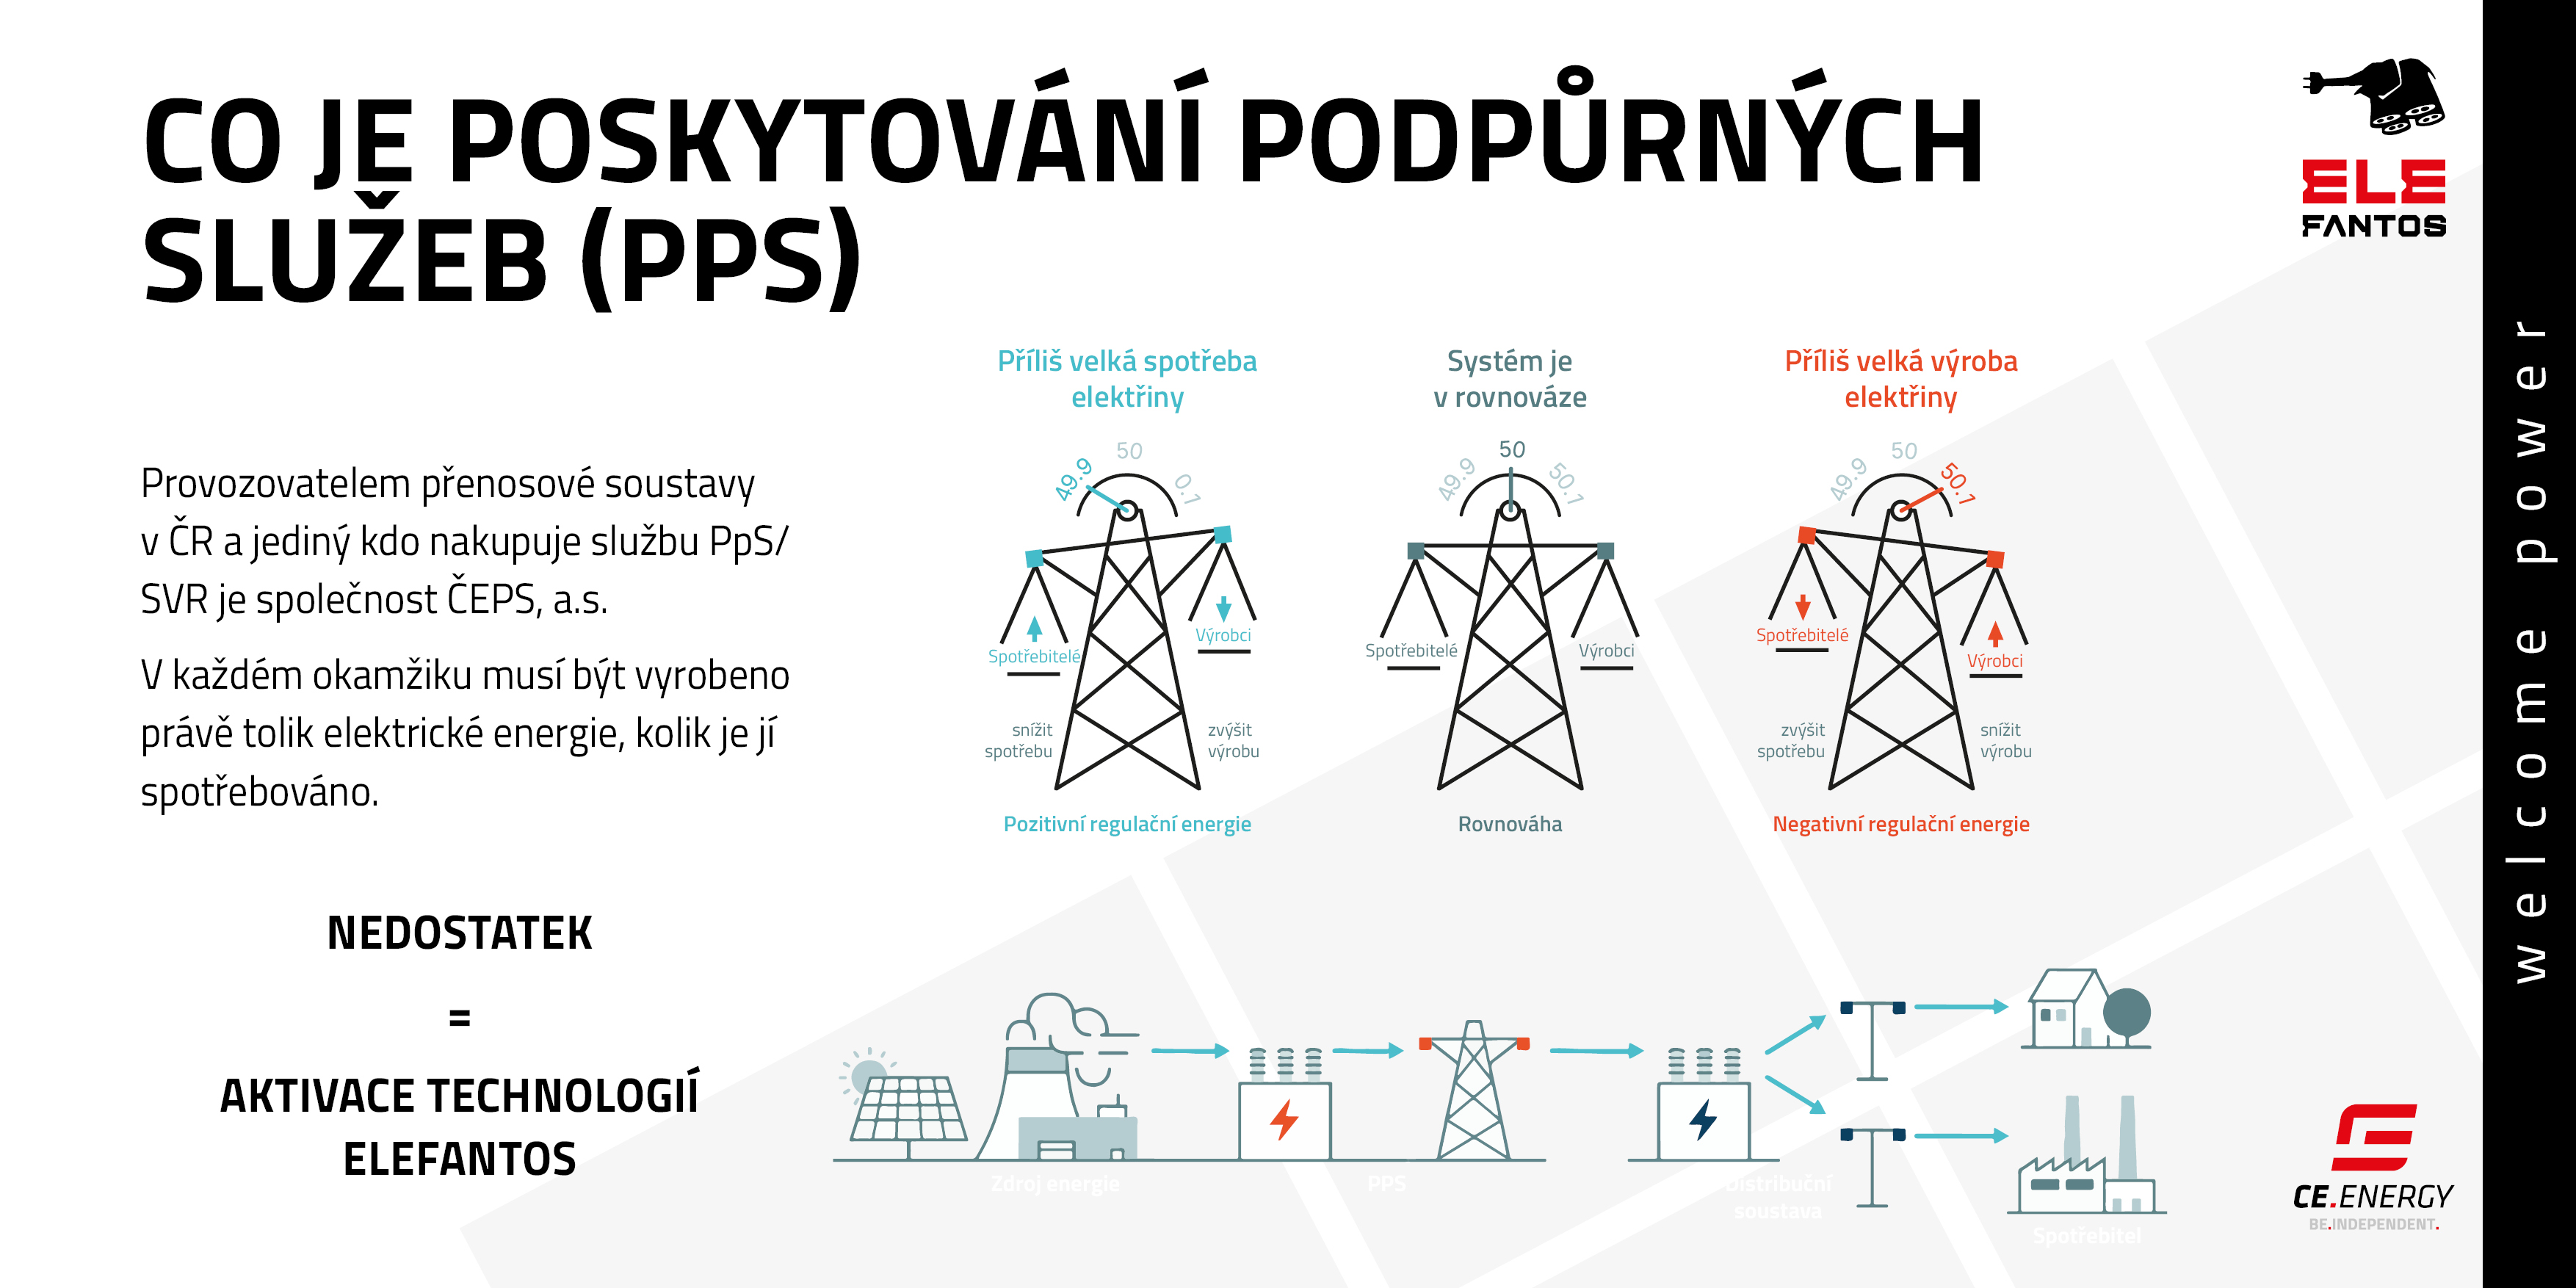 CO JE POSKYTOVÁNÍ PODPŮRNÝCH
SLUŽEB (PPS)
ELE
FANTOS
welcome power
Provozovatelem přenosové soustavy
v ČR a jediný kdo nakupuje službu PpS/
SVR je společnost ČEPS, a.s.
V každém okamžiku musí být vyrobeno
právě tolik elektrické energie, kolik je jí
spotřebováno.
NEDOSTATEK
=
AKTIVACE TECHNOLOGIÍ
ELEFANTOS
Příliš velká spotřeba
elektřiny
49.9 50 0.1
Výrobci
Spotřebitelé
snížit
spotřebu
zvýšit
výrobu
Pozitivní regulační energie
Systém je
v rovnováze
49.9 50 50.1
Spotřebitelé Výrobci
Rovnováha
Příliš velká výroba
elektřiny
49.9 50 50.1
Spotřebitelé
Výrobci
zvýšit
spotřebu
snížit
výrobu
Negativní regulační energie
Zdroj energie
PPS
Distribuční
soustava
Spotřebitel
CE.ENERGY
BE.INDEPENDENT.